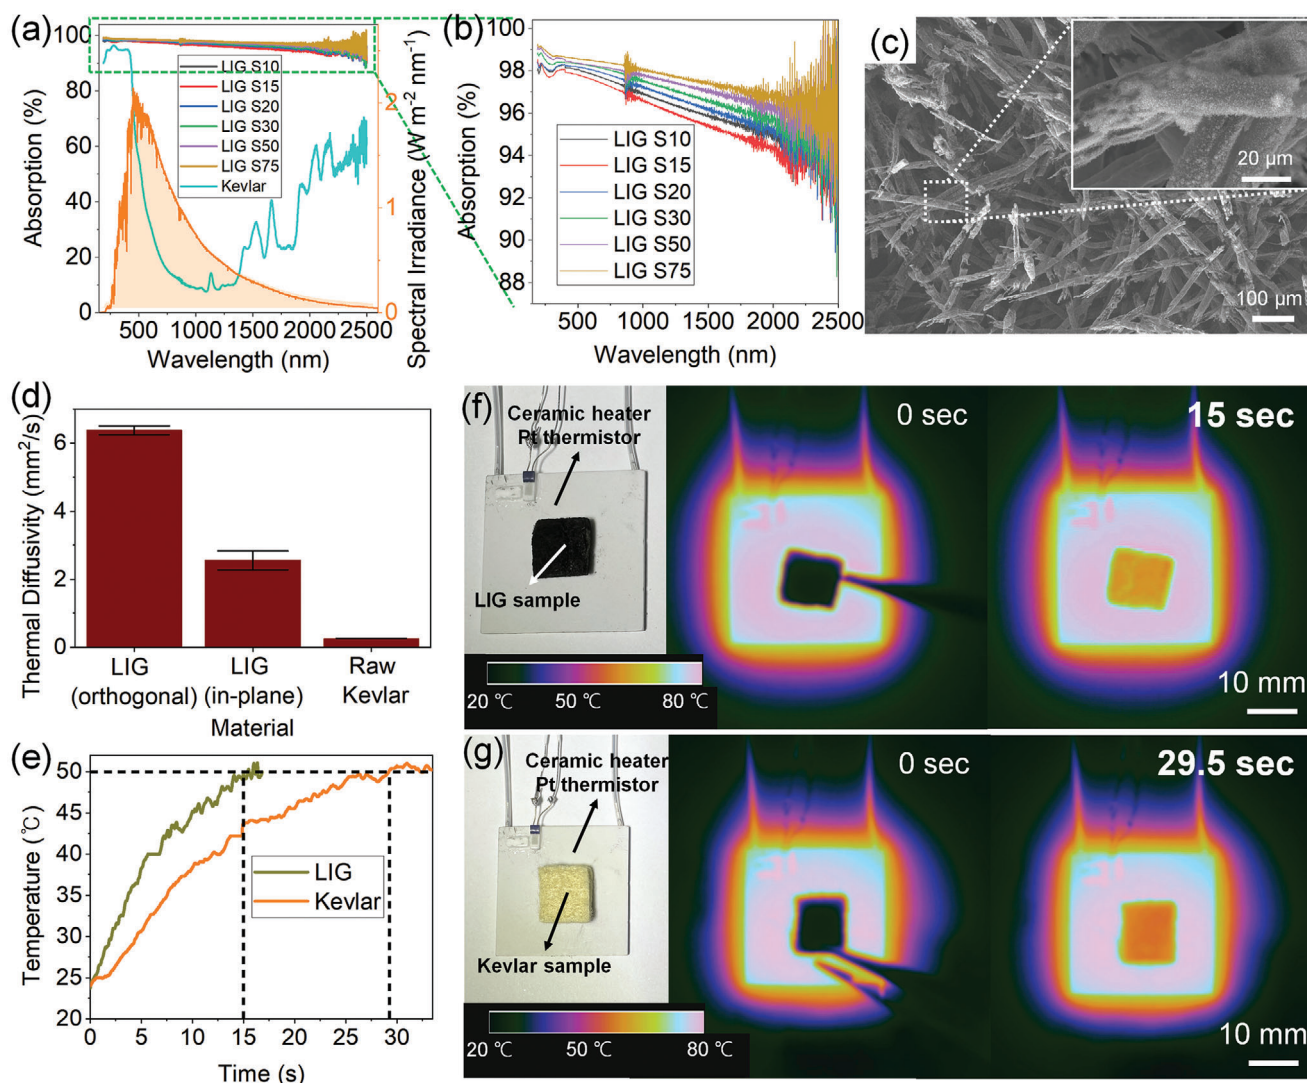 (a)
100
80
60
40
20
0
Absorption (%)
LIG S10
LIG S15
LIG S20
LIG S30
LIG S50
LIG S75
Kevlar
2
1
0
Spectral Irradiance (W m-2 nm-1)
500 1000 1500 2000 2500
Wavelength (nm)
(b)
100
98
96
94
92
90
88
Absorption (%)
LIG S10
LIG S15
LIG S20
LIG S30
LIG S50
LIG S75
500 1000 1500 2000 2500
Wavelength (nm)
(c)
20 µm
100 µm
(d)
6
4
2
0
Thermal Diffusivity (mm²/s)
LIG
(orthogonal)
LIG
(in-plane)
Raw
Kevlar
Material
(e)
50
45
40
35
30
25
20
Temperature (℃)
LIG
Kevlar
0 5 10 15 20 25 30
Time (s)
(f)
Ceramic heater
Pt thermistor
LIG sample
20 ℃ 50 ℃ 80 ℃
0 sec
15 sec
10 mm
(g)
Ceramic heater
Pt thermistor
Kevlar sample
20 ℃ 50 ℃ 80 ℃
0 sec
29.5 sec
10 mm